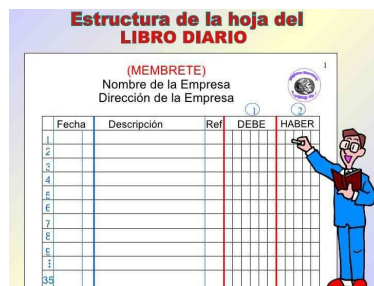 Estructura de la hoja del
LIBRO DIARIO
1
(MEMBRETE)
Nombre de la Empresa
Dirección de la Empresa
1 2
Fecha Descripción Ref DEBE HABER
1
2
3
4
5
6
7
8
9
35